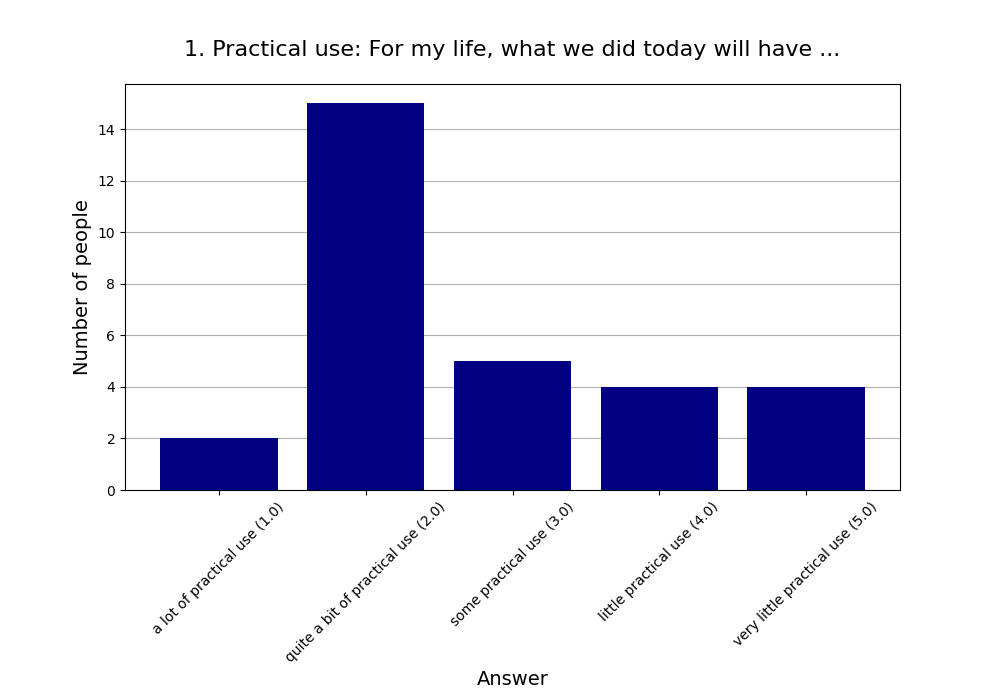 1. Practical use: For my life, what we did today will have ...
Number of people
14
12
10
8
6
4
2
0
a lot of practical use (1.0)
quite a bit of practical use (2.0)
some practical use (3.0)
little practical use (4.0)
very little practical use (5.0)
Answer